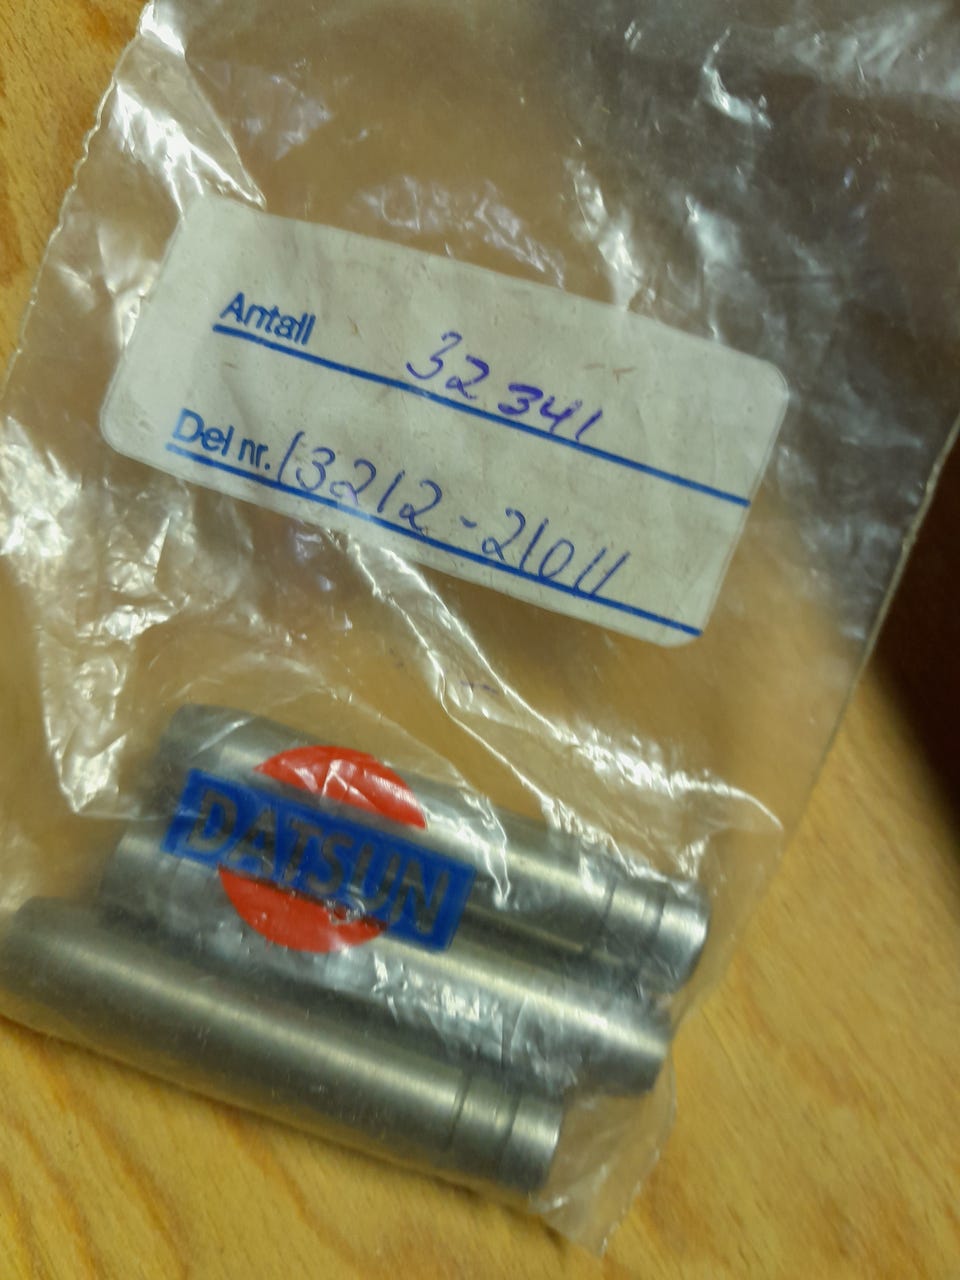 Antall 32 341
Del nr. 13212-21011
DATSUN